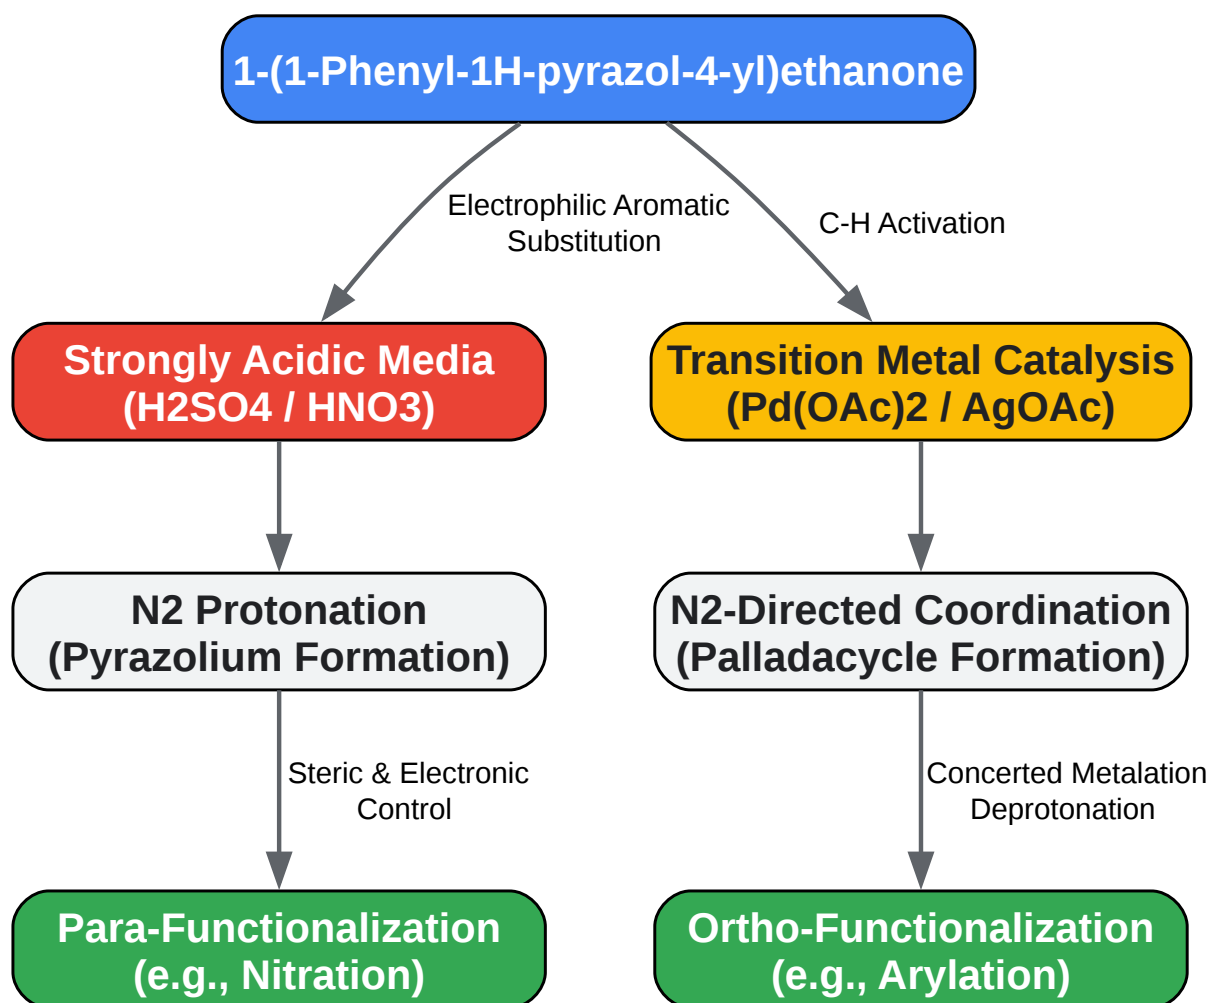 1-(1-Phenyl-1H-pyrazol-4-yl)ethanone
Electrophilic Aromatic
Substitution
C-H Activation
Strongly Acidic Media
(H2SO4 / HNO3)
Transition Metal Catalysis
(Pd(OAc)2 / AgOAc)
N2 Protonation
(Pyrazolium Formation)
N2-Directed Coordination
(Palladacycle Formation)
Steric & Electronic
Control
Concerted Metalation
Deprotonation
Para-Functionalization
(e.g., Nitration)
Ortho-Functionalization
(e.g., Arylation)